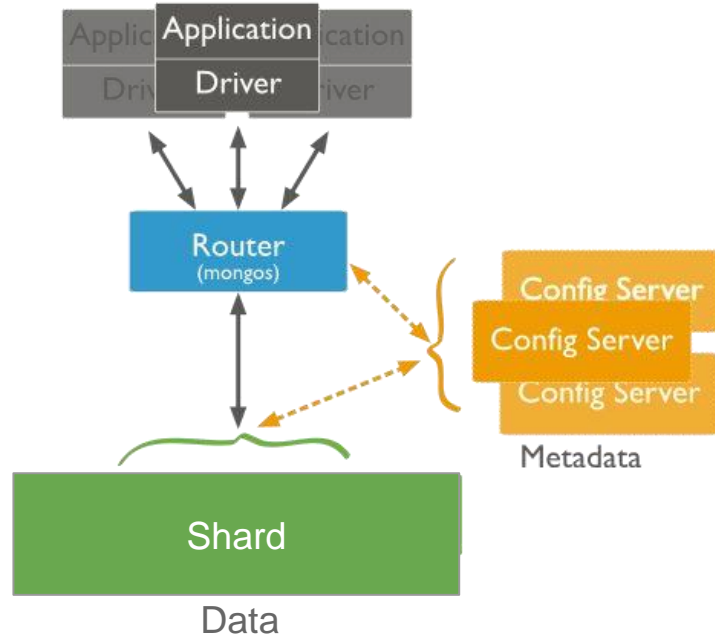 Application
Driver
Router
(mongos)
Config Server
Config Server
Config Server
Metadata
Shard
Data